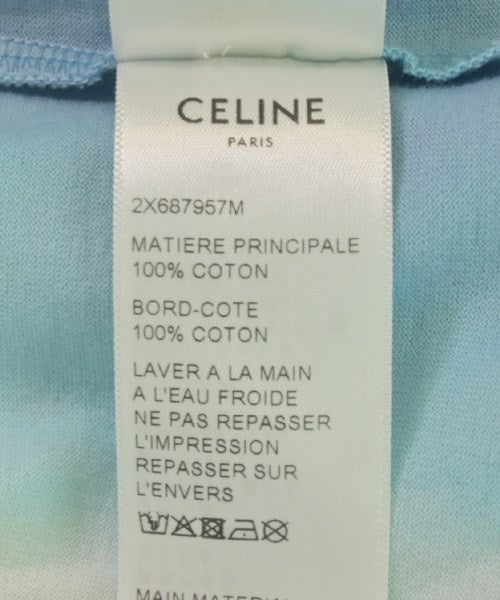 CELINE
PARIS
2X687957M
MATIERE PRINCIPALE
100% COTON
BORD-COTE
100% COTON
LAVER A LA MAIN
A L'EAU FROIDE
NE PAS REPASSER
L'IMPRESSION
REPASSER SUR
L'ENVERS
MAIN MATERIAL